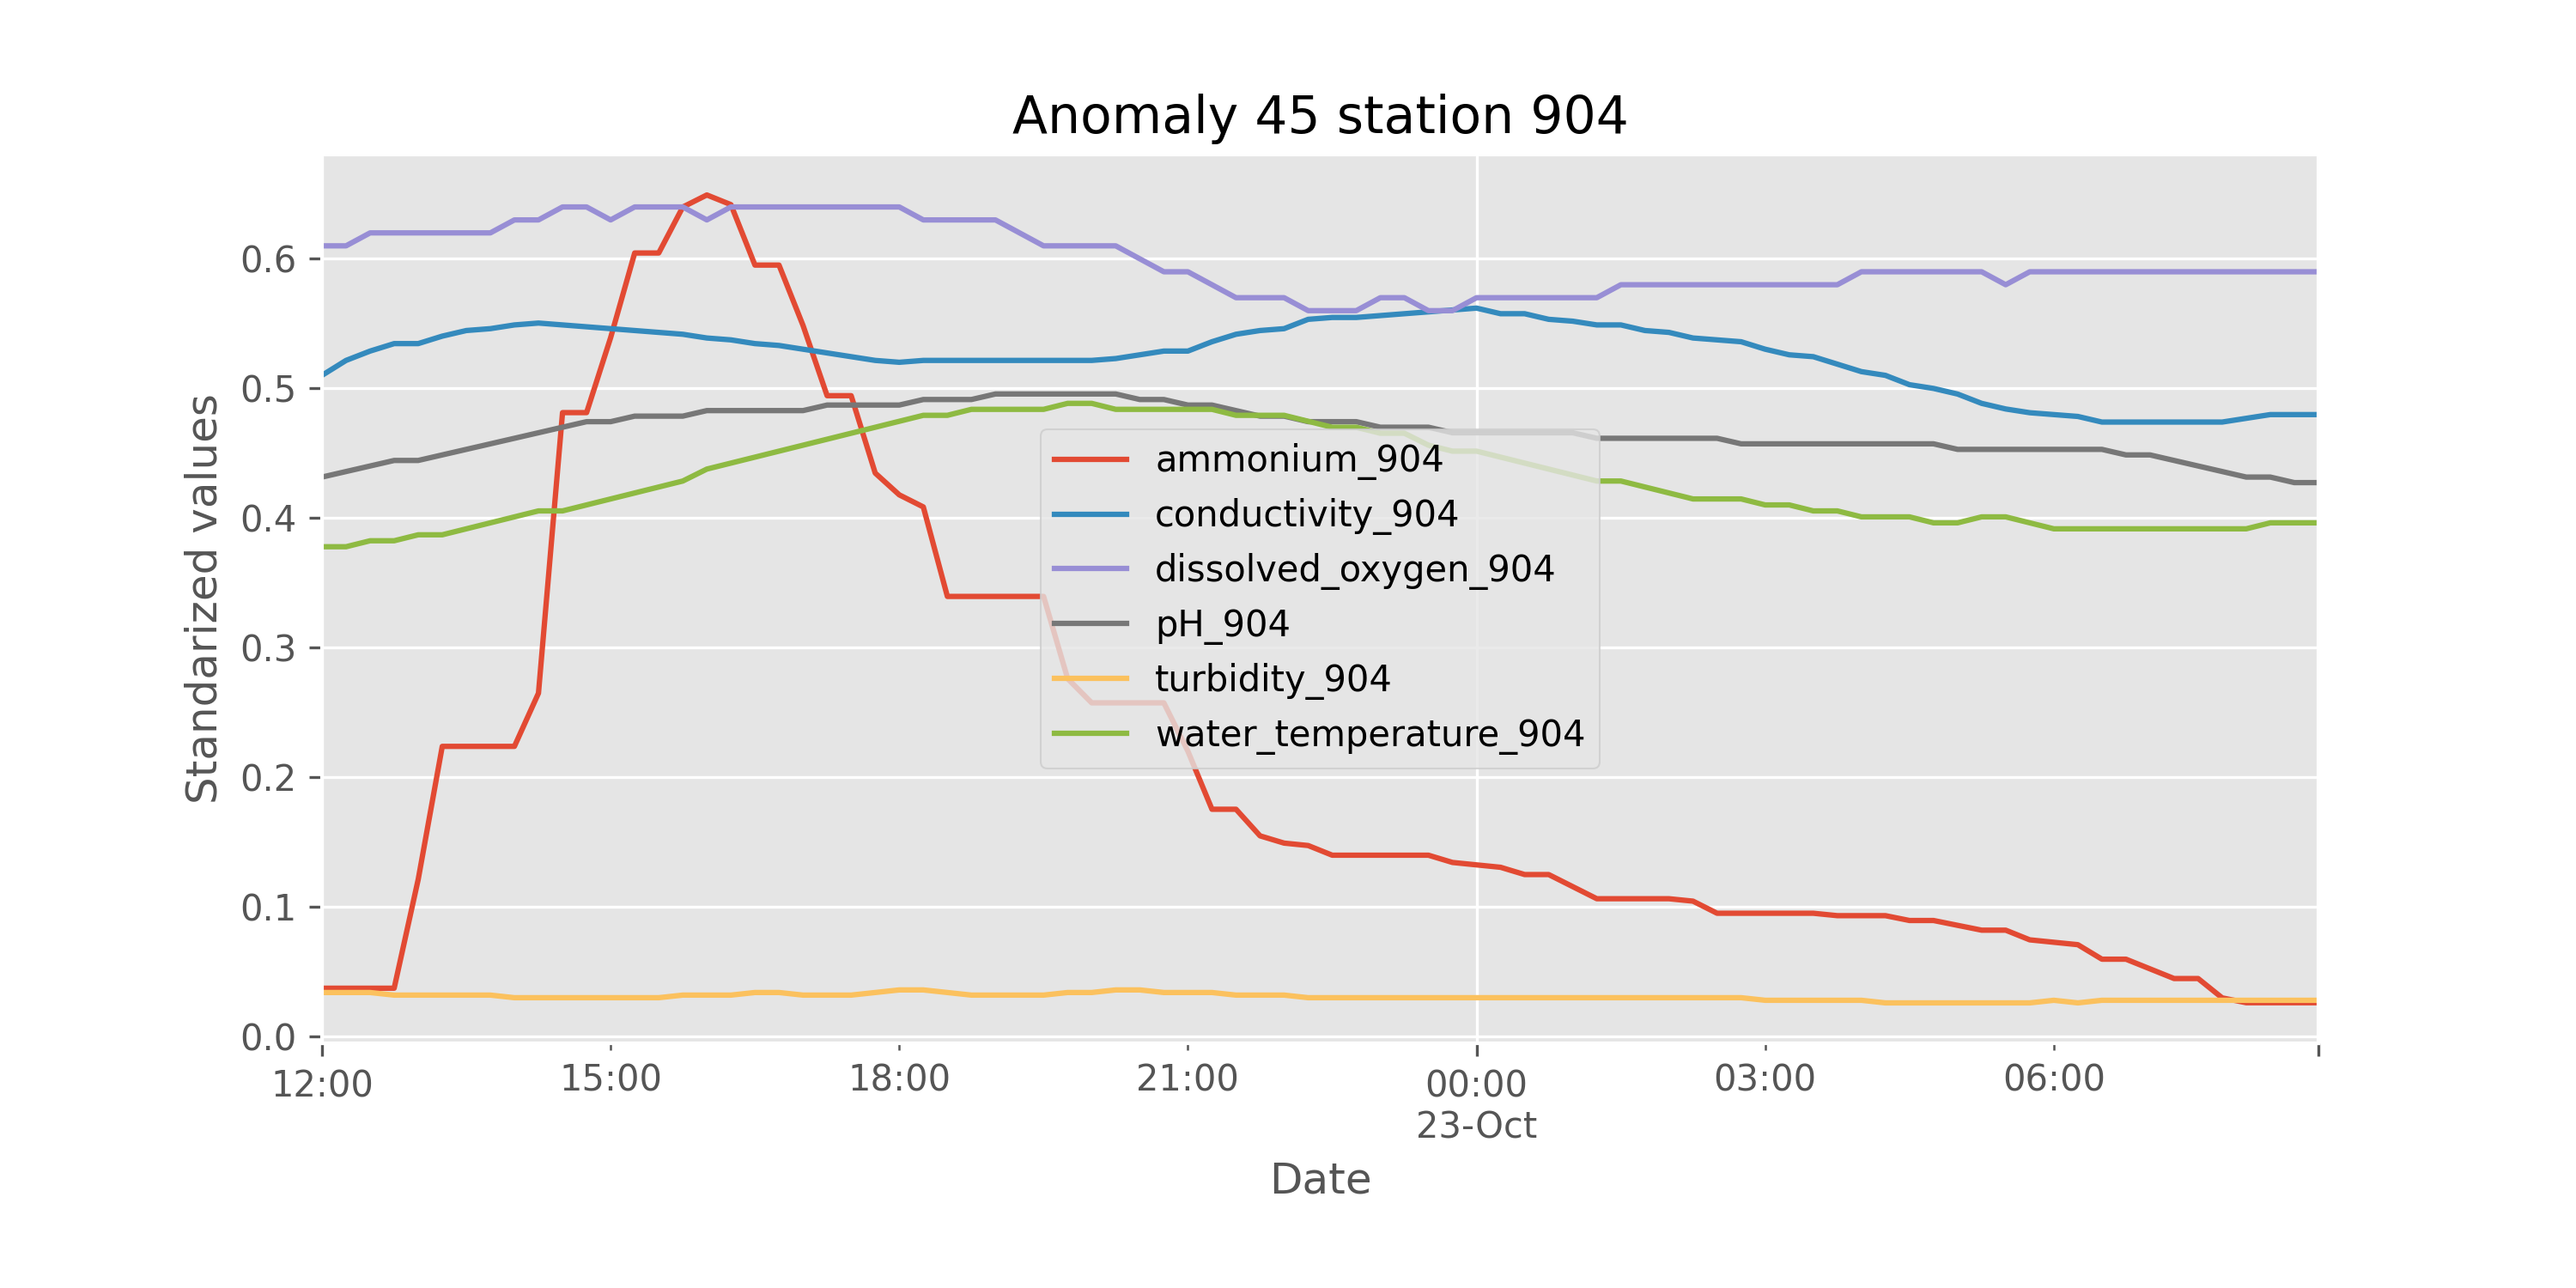 Anomaly 45 station 904
Standarized values
0.6
0.5
0.4
0.3
0.2
0.1
0.0
ammonium_904
conductivity_904
dissolved_oxygen_904
pH_904
turbidity_904
water_temperature_904
12:00 15:00 18:00 21:00 00:00 03:00 06:00
23-Oct
Date